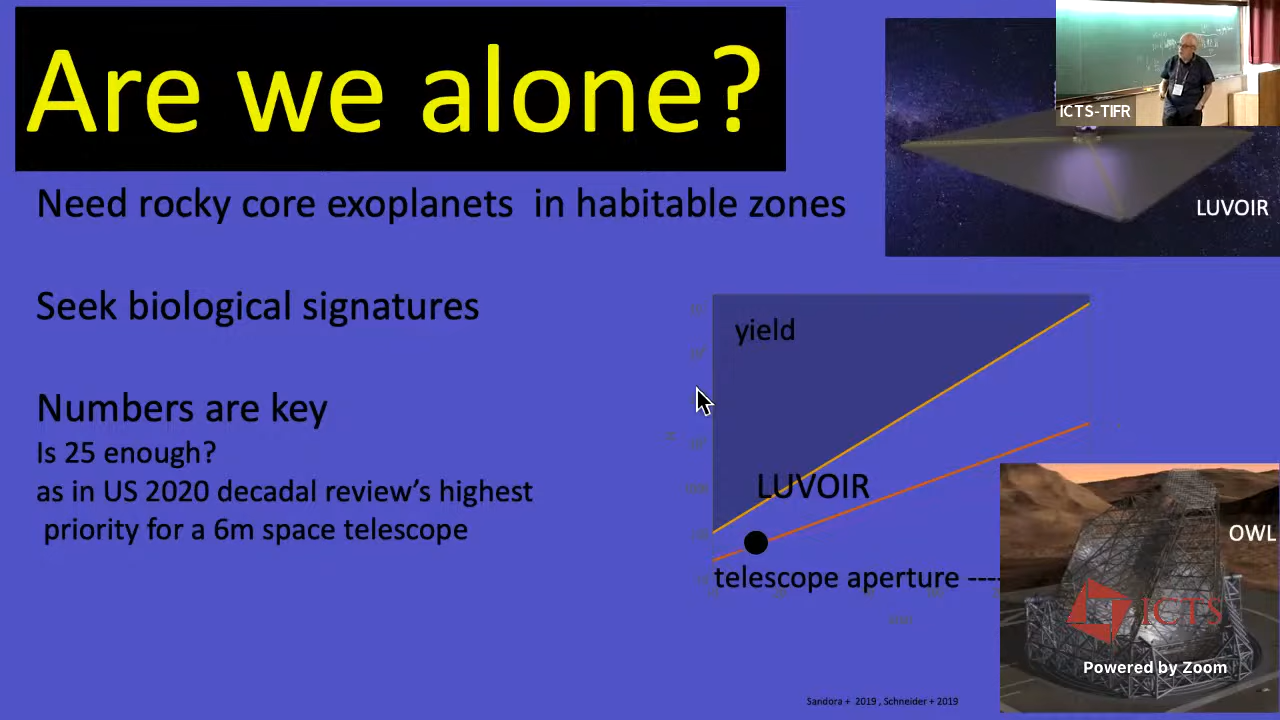 Are we alone?
ICTS-TIFR
LUVOIR
Need rocky core exoplanets in habitable zones
Seek biological signatures
yield
Numbers are key
Is 25 enough?
as in US 2020 decadal review's highest
priority for a 6m space telescope
LUVOIR
telescope aperture ----
OWL
ICTS
Powered by Zoom
Sandora + 2019 , Schneider + 2019